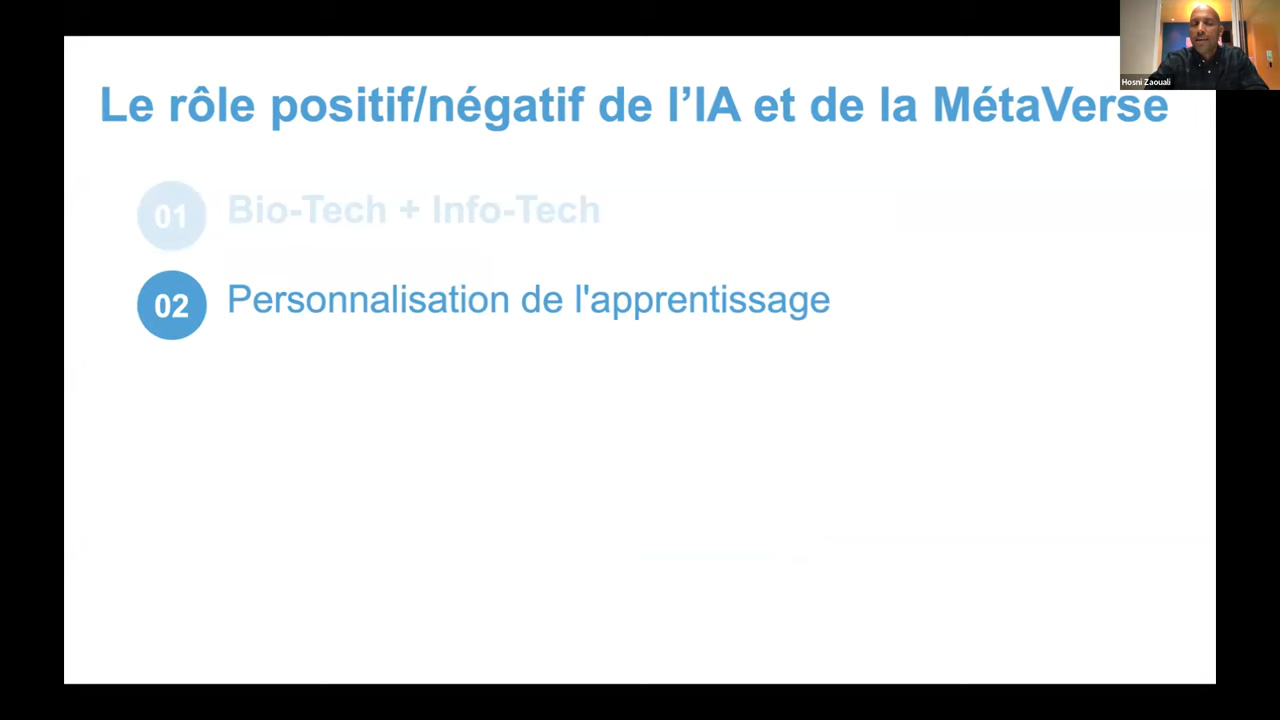 Le rôle positif/négatif de l’IA et de la MétaVerse
01 Bio-Tech + Info-Tech
02 Personnalisation de l'apprentissage
Hosni Zaouali